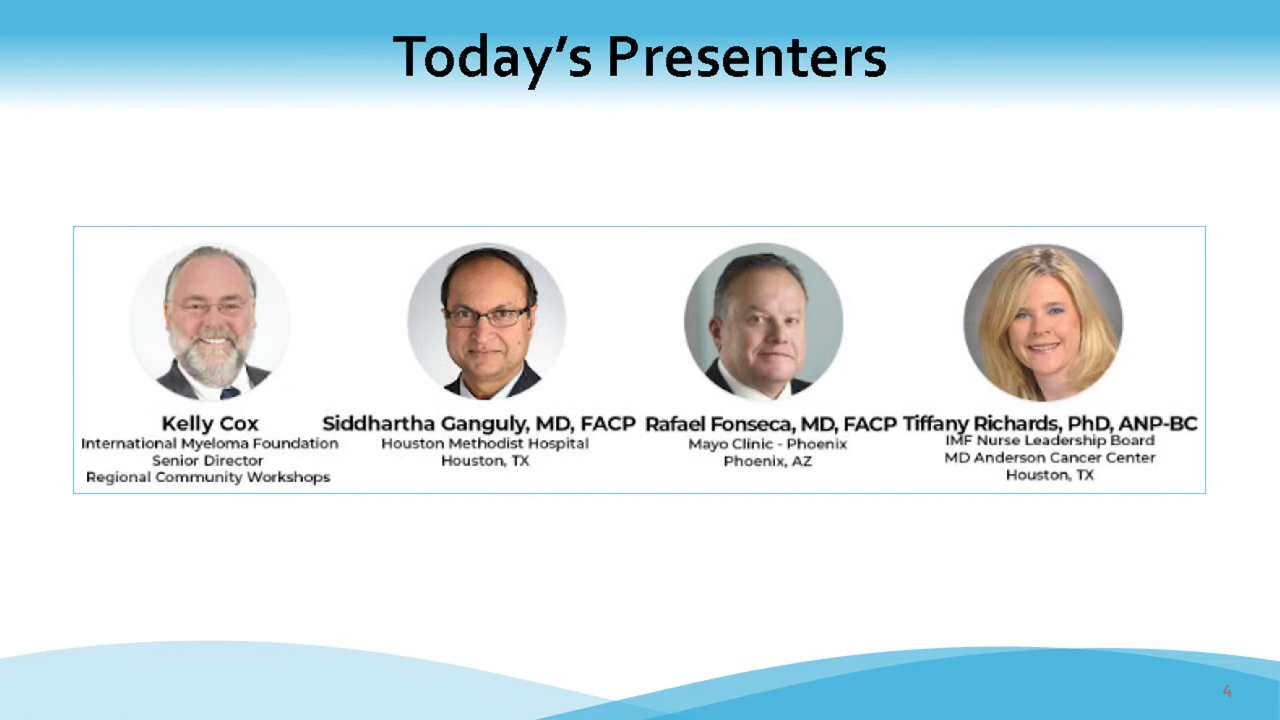 Today's Presenters
Kelly Cox
International Myeloma Foundation
Senior Director
Regional Community Workshops
Siddhartha Ganguly, MD, FACP
Houston Methodist Hospital
Houston, TX
Rafael Fonseca, MD, FACP
Mayo Clinic - Phoenix
Phoenix, AZ
Tiffany Richards, PhD, ANP-BC
IMF Nurse Leadership Board
MD Anderson Cancer Center
Houston, TX
4